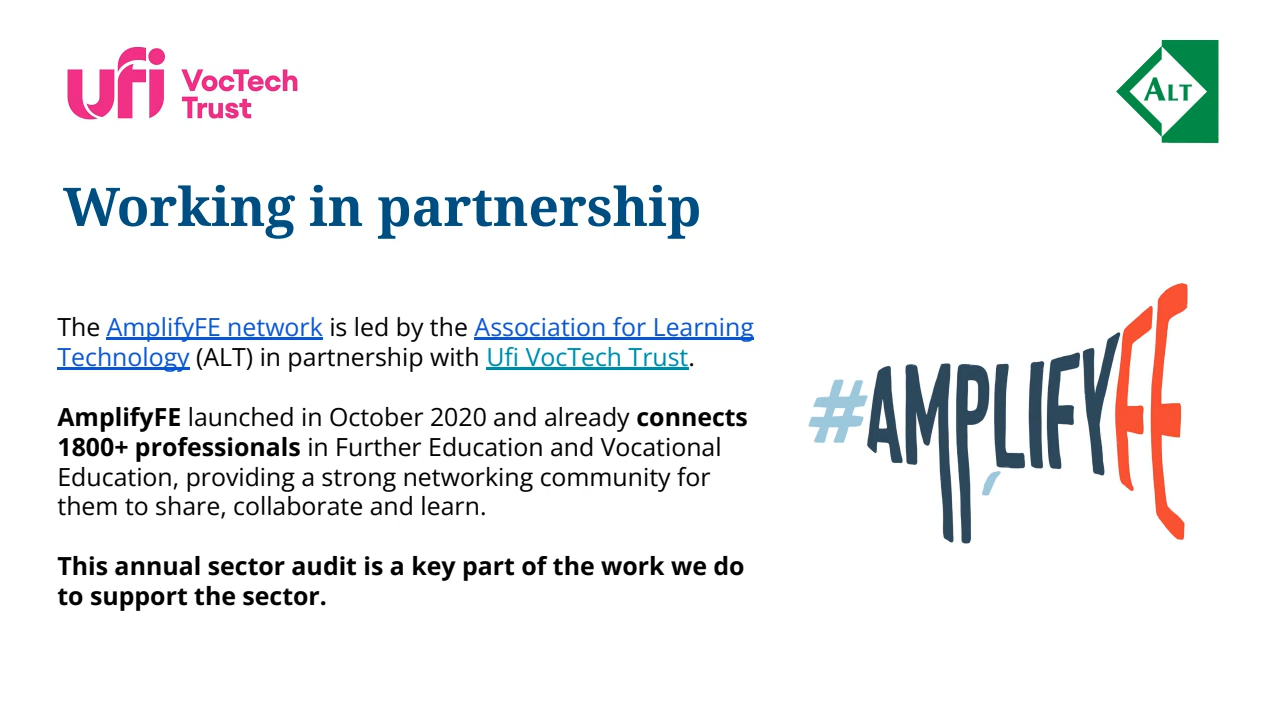 ufi VocTech
Trust
ALT
Working in partnership
The AmplifyFE network is led by the Association for Learning
Technology (ALT) in partnership with Ufi VocTech Trust.
AmplifyFE launched in October 2020 and already connects
1800+ professionals in Further Education and Vocational
Education, providing a strong networking community for
them to share, collaborate and learn.
This annual sector audit is a key part of the work we do
to support the sector.
#AMPLIFYFE